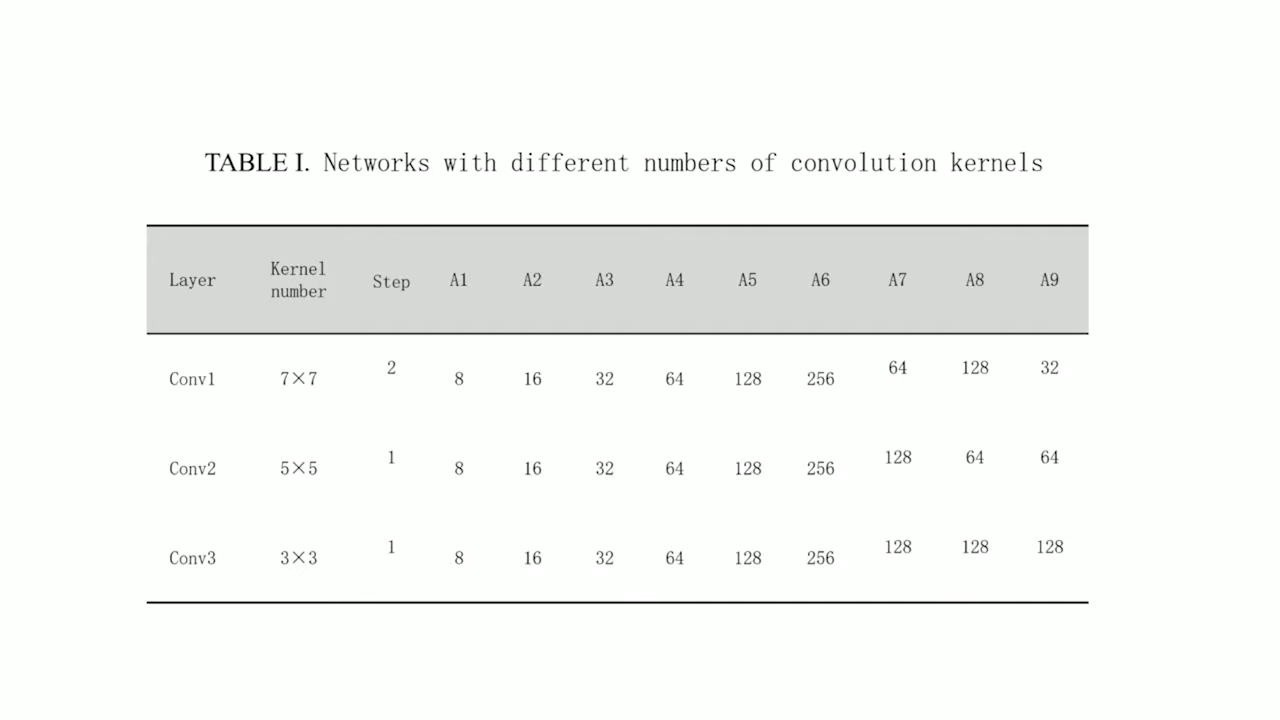 TABLE I. Networks with different numbers of convolution kernels
Layer Kernel number Step A1 A2 A3 A4 A5 A6 A7 A8 A9
Conv1 7×7 2 8 16 32 64 128 256 64 128 32
Conv2 5×5 1 8 16 32 64 128 256 128 64 64
Conv3 3×3 1 8 16 32 64 128 256 128 128 128